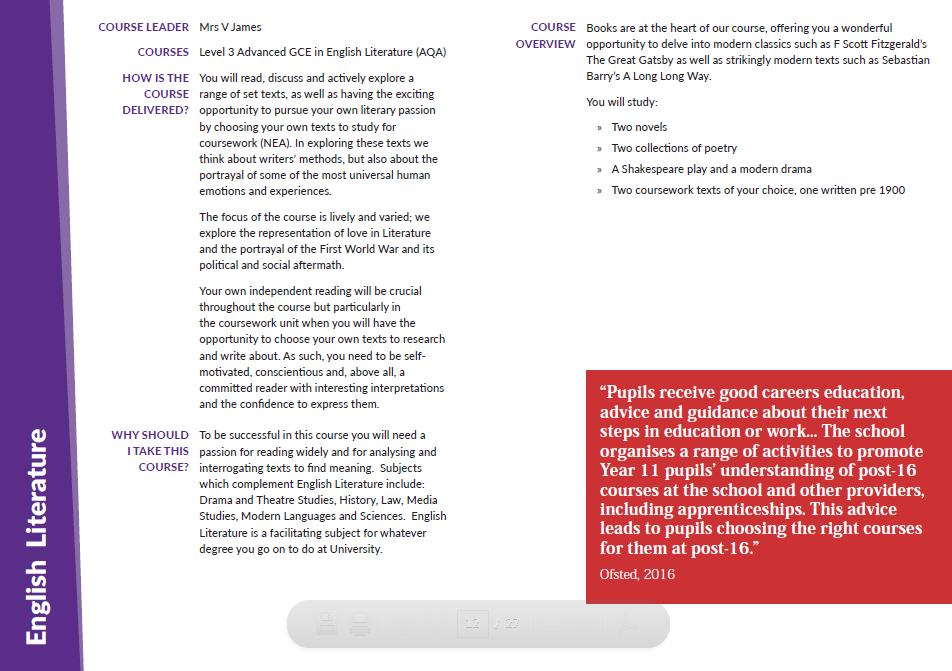 English Literature
COURSE LEADER Mrs V James
COURSES Level 3 Advanced GCE in English Literature (AQA)
HOW IS THE COURSE DELIVERED?
You will read, discuss and actively explore a
range of set texts, as well as having the exciting
opportunity to pursue your own literary passion
by choosing your own texts to study for
coursework (NEA). In exploring these texts we
think about writers' methods, but also about the
portrayal of some of the most universal human
emotions and experiences.
The focus of the course is lively and varied; we
explore the representation of love in Literature
and the portrayal of the First World War and its
political and social aftermath.
Your own independent reading will be crucial
throughout the course but particularly in
the coursework unit when you will have the
opportunity to choose your own texts to research
and write about. As such, you need to be self-
motivated, conscientious and, above all, a
committed reader with interesting interpretations
and the confidence to express them.
WHY SHOULD I TAKE THIS COURSE?
To be successful in this course you will need a
passion for reading widely and for analysing and
interrogating texts to find meaning. Subjects
which complement English Literature include:
Drama and Theatre Studies, History, Law, Media
Studies, Modern Languages and Sciences. English
Literature is a facilitating subject for whatever
degree you go on to do at University.
COURSE OVERVIEW
Books are at the heart of our course, offering you a wonderful
opportunity to delve into modern classics such as F Scott Fitzgerald's
The Great Gatsby as well as strikingly modern texts such as Sebastian
Barry's A Long Long Way.
You will study:
» Two novels
» Two collections of poetry
» A Shakespeare play and a modern drama
» Two coursework texts of your choice, one written pre 1900
“Pupils receive good careers education,
advice and guidance about their next
steps in education or work... The school
organises a range of activities to promote
Year 11 pupils’ understanding of post-16
courses at the school and other providers,
including apprenticeships. This advice
leads to pupils choosing the right courses
for them at post-16.”
Ofsted, 2016
12 / 27